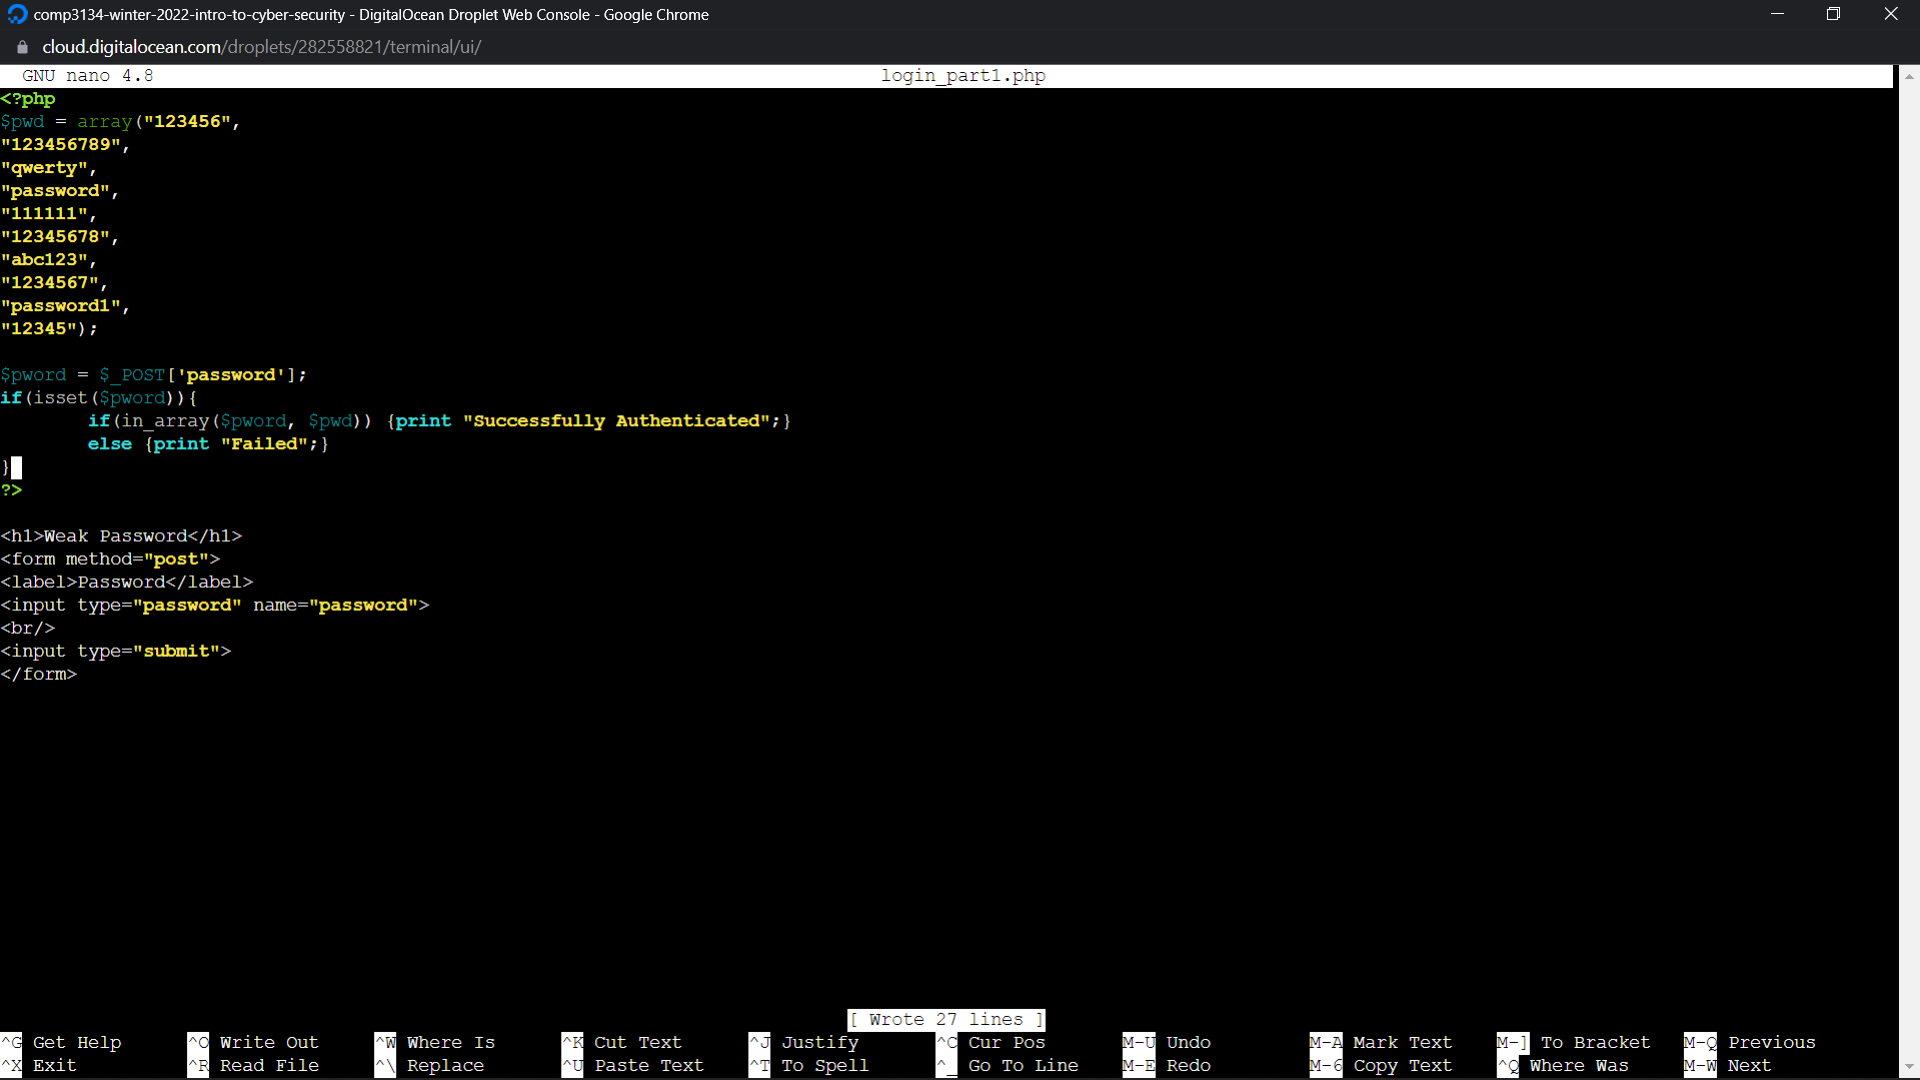 comp3134-winter-2022-intro-to-cyber-security - DigitalOcean Droplet Web Console - Google Chrome
cloud.digitalocean.com/droplets/282558821/terminal/ui/
GNU nano 4.8 login_part1.php
<?php
$pwd = array("123456",
"123456789",
"qwerty",
"password",
"111111",
"12345678",
"abc123",
"1234567",
"password1",
"12345");
$pword = $_POST['password'];
if(isset($pword)){
if(in_array($pword, $pwd)) {print "Successfully Authenticated";}
else {print "Failed";}
}
?>
<h1>Weak Password</h1>
<form method="post">
<label>Password</label>
<input type="password" name="password">
<br/>
<input type="submit">
</form>
[ Wrote 27 lines ]
^G Get Help ^O Write Out ^W Where Is ^K Cut Text ^J Justify ^C Cur Pos M-U Undo M-A Mark Text M-] To Bracket M-Q Previous
^X Exit ^R Read File ^\ Replace ^U Paste Text ^T To Spell ^_ Go To Line M-E Redo M-6 Copy Text ^Q Where Was M-W Next